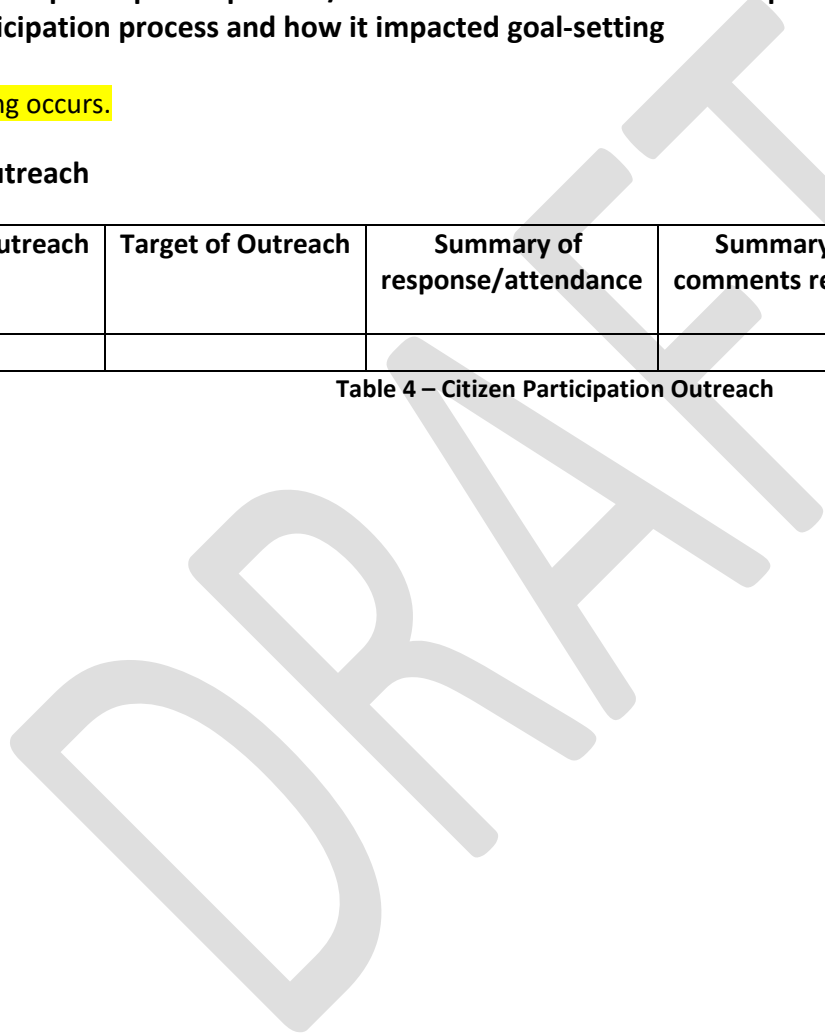 icipation process and how it impacted goal-setting
ng occurs.
utreach
utreach Target of Outreach Summary of Summary
response/attendance comments re
Table 4 – Citizen Participation Outreach
DRAFT